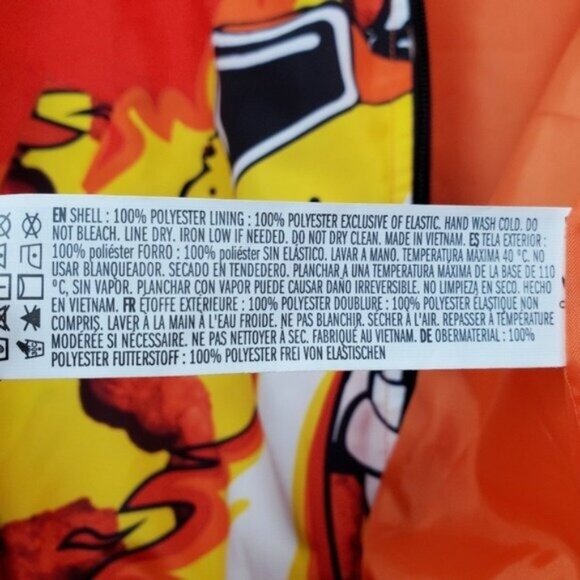 EN SHELL : 100% POLYESTER LINING : 100% POLYESTER EXCLUSIVE OF ELASTIC. HAND WASH COLD. DO
NOT BLEACH. LINE DRY. IRON LOW IF NEEDED. DO NOT DRY CLEAN. MADE IN VIETNAM. ES TELA EXTERIOR :
100% poliéster FORRO : 100% poliéster SIN ELÁSTICO. LAVAR A MANO. TEMPERATURA MÁXIMA 40 °C. NO
USAR BLANQUEADOR. SECADO EN TENDEDERO. PLANCHAR A UNA TEMPERATURA MÁXIMA DE LA BASE DE 110
°C, SIN VAPOR. PLANCHAR CON VAPOR PUEDE CAUSAR DAÑO IRREVERSIBLE. NO LIMPIEZA EN SECO. HECHO
EN VIETNAM. FR ÉTOFFE EXTÉRIEURE : 100% POLYESTER DOUBLURE : 100% POLYESTER ÉLASTIQUE NON
COMPRIS. LAVER À LA MAIN À L'EAU FROIDE. NE PAS BLANCHIR. SÉCHER À L'AIR. REPASSER À TEMPÉRATURE
MODÉRÉE SI NÉCESSAIRE. NE PAS NETTOYER À SEC. FABRIQUÉ AU VIETNAM. DE OBERMATERIAL : 100%
POLYESTER FUTTERSTOFF : 100% POLYESTER FREI VON ELASTISCHEN